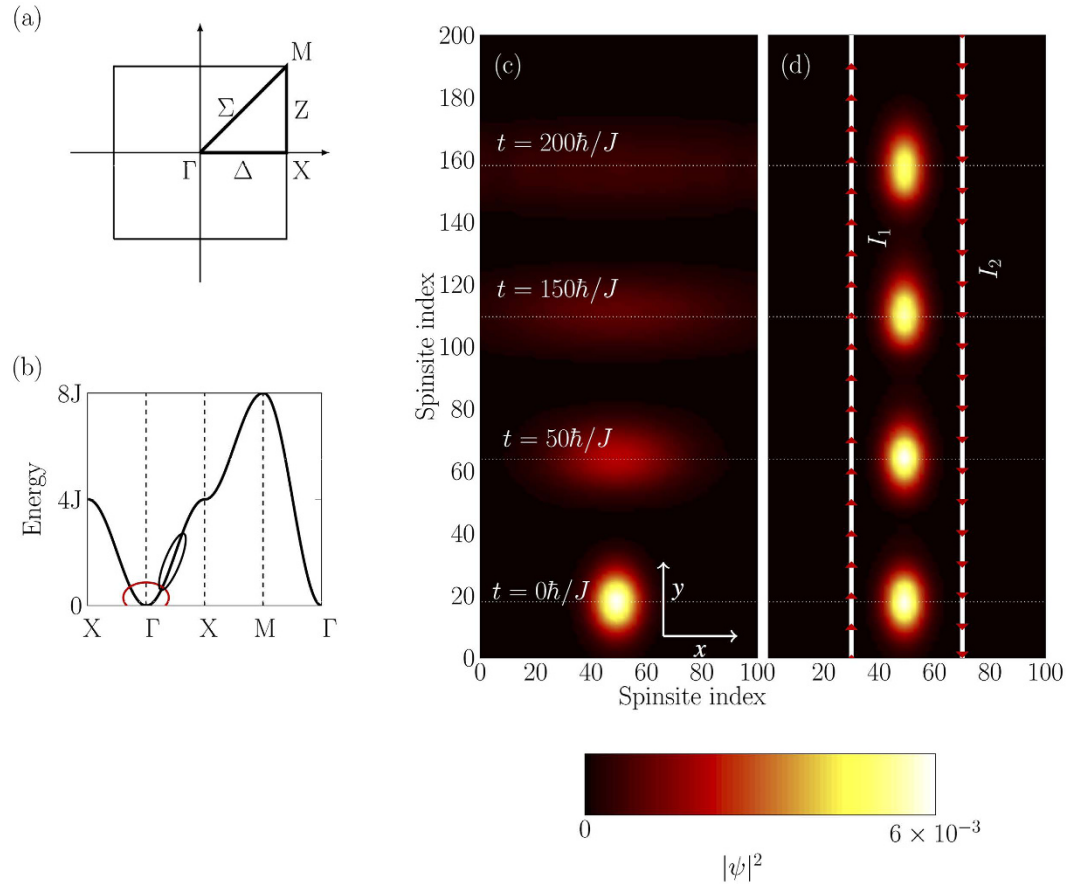 (a)
M
Σ
Z
Γ
Δ
X
(b)
8J
4J
0
Energy
X
Γ
X
M
Γ
(c)
200
180
160
140
120
100
80
60
40
20
0
Spinsite index
t = 200ℏ/J
t = 150ℏ/J
t = 50ℏ/J
t = 0ℏ/J
y
x
0 20 40 60 80 100
(d)
I₁
I₂
20 40 60 80 100
Spinsite index
0
6 × 10⁻³
|ψ|²